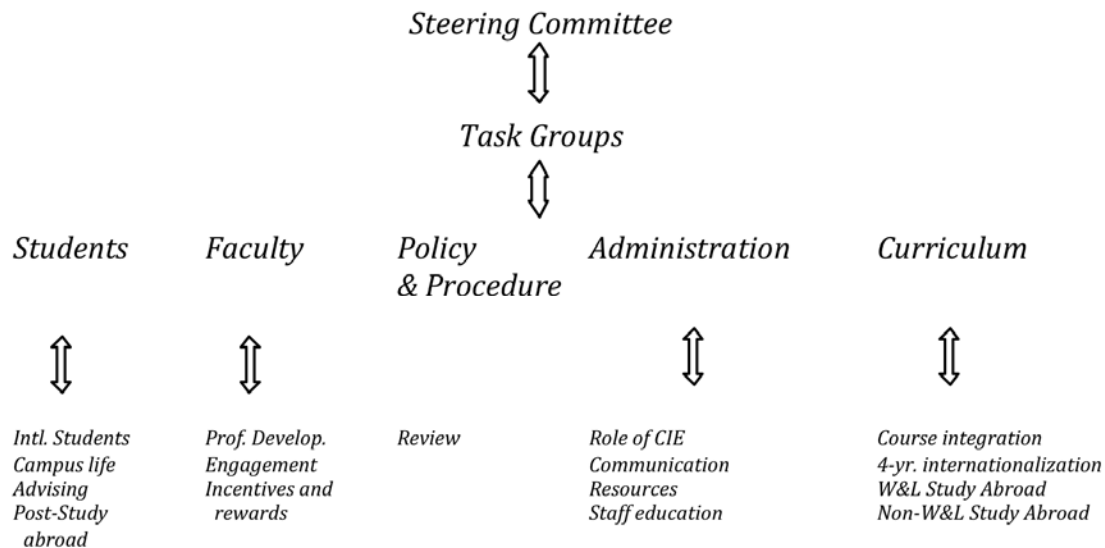 Steering Committee
Task Groups
Students
Faculty
Policy
& Procedure
Administration
Curriculum
Intl. Students
Campus life
Advising
Post-Study
abroad
Prof. Develop.
Engagement
Incentives and
rewards
Review
Role of CIE
Communication
Resources
Staff education
Course integration
4-yr. internationalization
W&L Study Abroad
Non-W&L Study Abroad